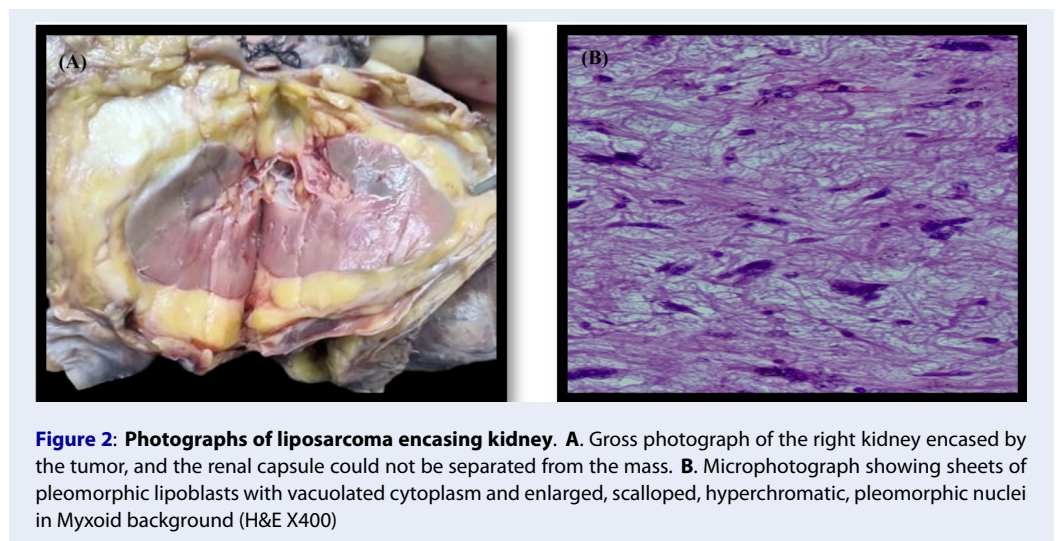 (A)
(B)
Figure 2: Photographs of liposarcoma encasing kidney. A. Gross photograph of the right kidney encased by
the tumor, and the renal capsule could not be separated from the mass. B. Microphotograph showing sheets of
pleomorphic lipoblasts with vacuolated cytoplasm and enlarged, scalloped, hyperchromatic, pleomorphic nuclei
in Myxoid background (H&E X400)